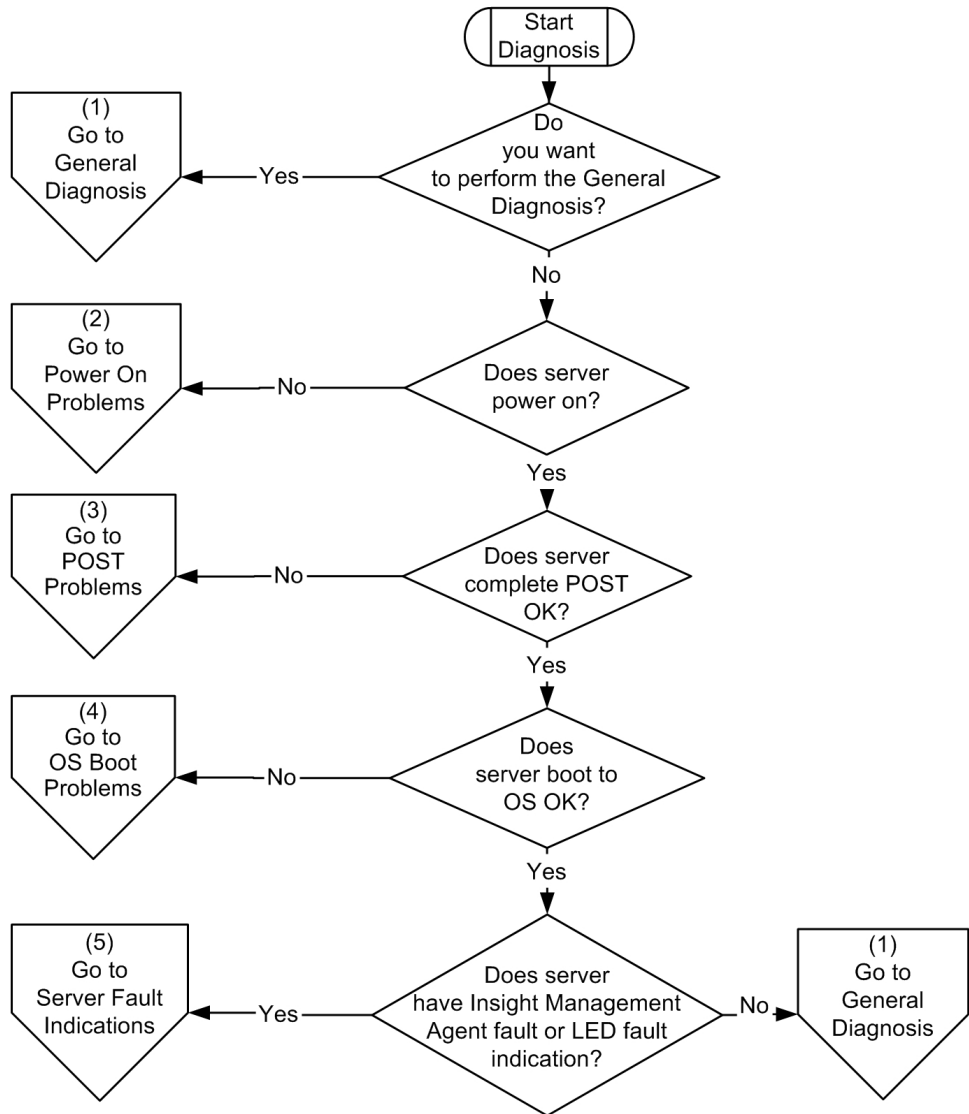 Start
Diagnosis
(1)
Go to
General
Diagnosis
Yes
Do
you want
to perform the General
Diagnosis?
No
(2)
Go to
Power On
Problems
No
Does server
power on?
Yes
(3)
Go to
POST
Problems
No
Does server
complete POST
OK?
Yes
(4)
Go to
OS Boot
Problems
No
Does
server boot to
OS OK?
Yes
(5)
Go to
Server Fault
Indications
Yes
Does server
have Insight Management
Agent fault or LED fault
indication?
No
(1)
Go to
General
Diagnosis